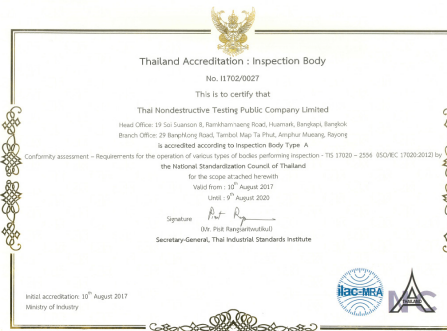 Thailand Accreditation : Inspection Body
No. I1702/0027
This is to certify that
Thai Nondestructive Testing Public Company Limited
Head Office: 19 Soi Suanson 8, Ramkhamhaeng Road, Huamark, Bangkapi, Bangkok
Branch Office: 29 Banphlong Road, Tambol Map Ta Phut, Amphur Mueang, Rayong
is accredited according to Inspection Body Type A
Conformity assessment – Requirements for the operation of various types of bodies performing inspection - TIS 17020 – 2556 (ISO/IEC 17020:2012) by
the National Standardization Council of Thailand
for the scope attached herewith
Valid from : 10th August 2017
Until : 9th August 2020
Signature
(Mr. Pisit Rangsaritwutikul)
Secretary-General, Thai Industrial Standards Institute
Initial accreditation: 10th August 2017
Ministry of Industry
ilac-MRA
NAC
THAILAND